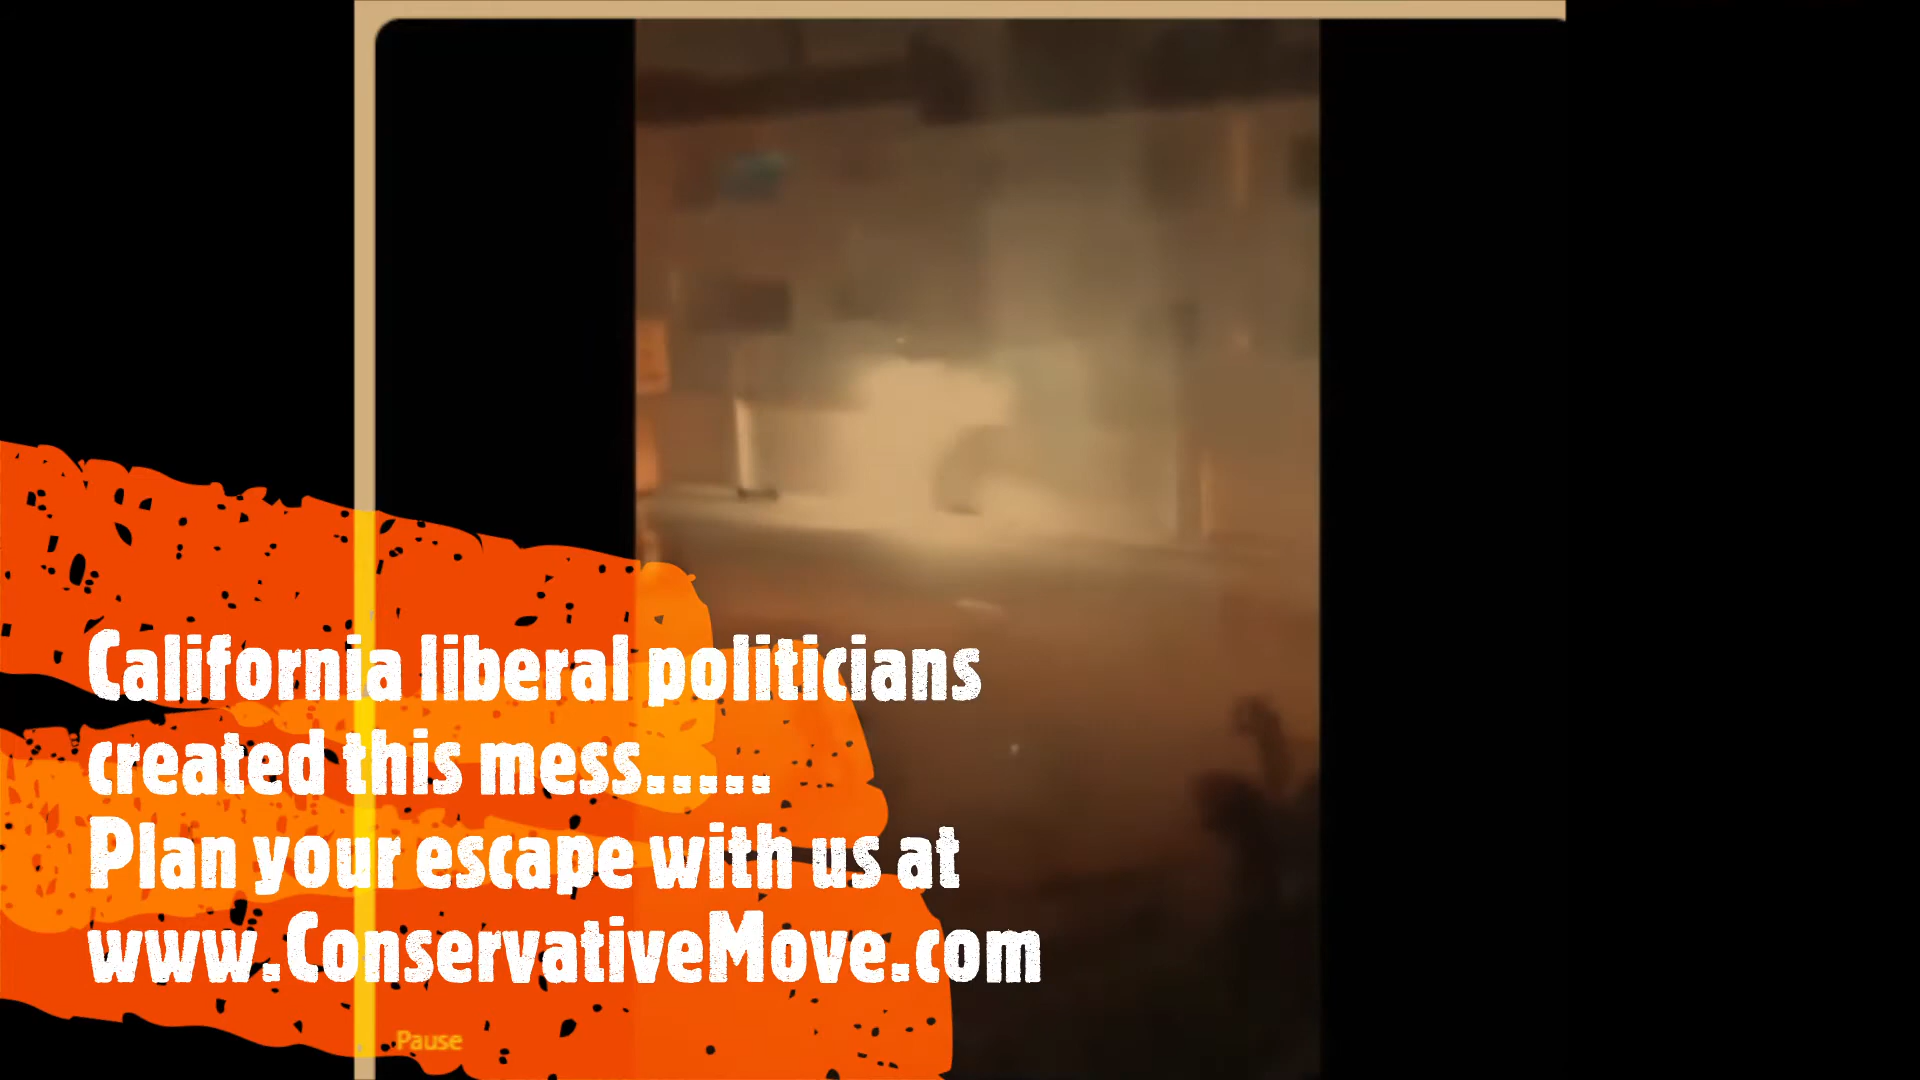 California liberal politicians
created this mess.....
Plan your escape with us at
www.ConservativeMove.com
Pause